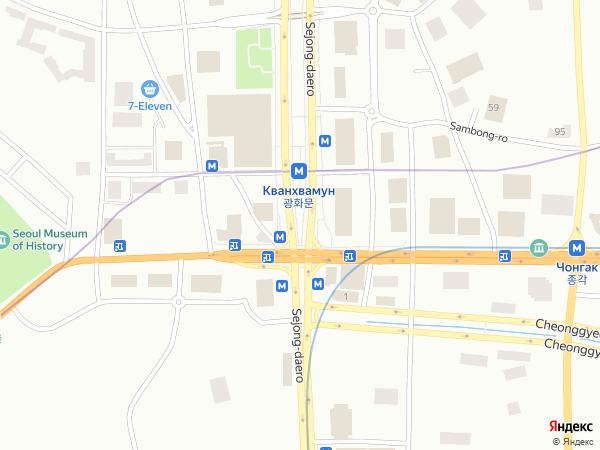 Sejong-daero
59
95
Sambong-ro
7-Eleven
M
M
M
Кванхвамун
광화문
Seoul Museum
of History
M
M
Чонгак
종각
M
M
1
Cheonggye
Sejong-daero
Cheonggy
M
Яндекс
© Яндекс